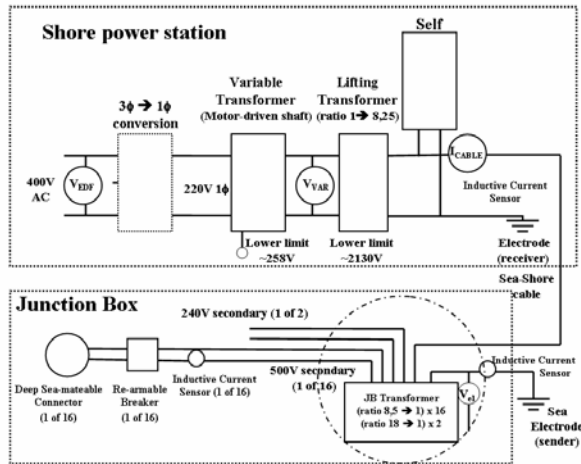 Shore power station
Self
Variable
Transformer
(Motor-driven shaft)
Lifting
Transformer
(ratio 1➔ 8,25)
3ϕ ➔ 1ϕ
conversion
400V
AC
V_EDF
220V 1ϕ
V_VAR
I_CABLE
Inductive Current
Sensor
Lower limit
~258V
Lower limit
~2130V
Electrode
(receiver)
Sea-Shore
cable
Junction Box
240V secondary (1 of 2)
500V secondary
(1 of 16)
Inductive Current
Sensor
Deep Sea-mateable
Connector
(1 of 16)
Re-armable
Breaker
(1 of 16)
Inductive Current
Sensor (1 of 16)
JB Transformer
(ratio 8,5 ➔ 1) x 16
(ratio 18 ➔ 1) x 2
Sea
Electrode
(sender)